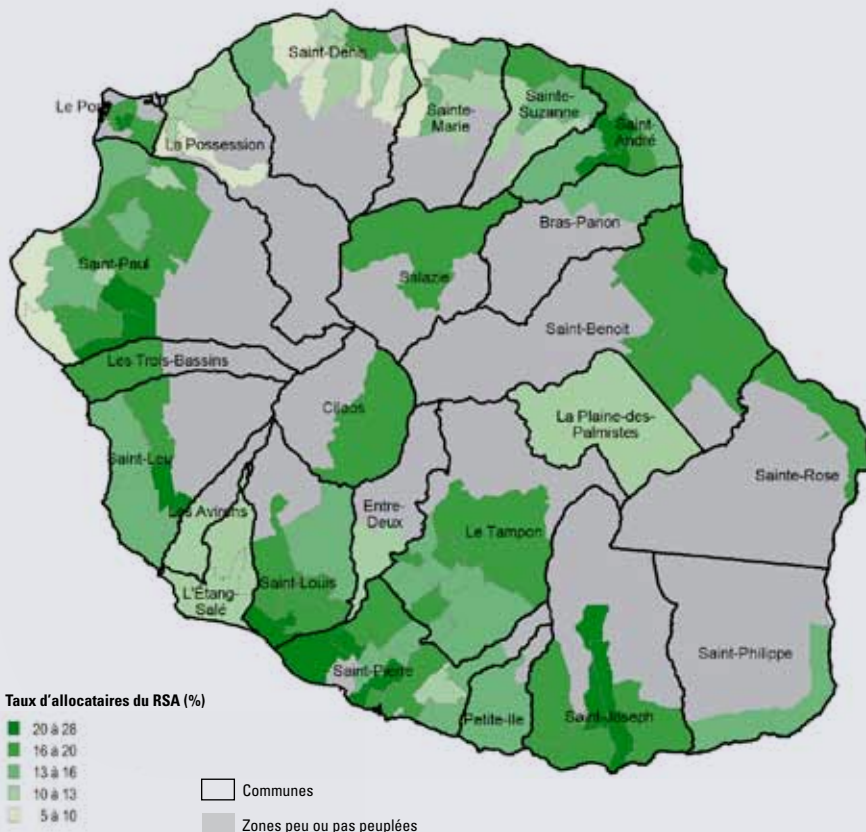 Saint-Denis
Le Port
Sainte-
Marie
Sainte-
Suzanne
Saint-
André
La Possession
Bras-Panon
Saint-Paul
Salazie
Saint-Benoit
Les Trois-Bassins
Cilaos
La Plaine-des-
Palmistes
Saint-Leu
Sainte-Rose
Les Avirons
Entre-
Deux
Le Tampon
L'Étang-
Salé
Saint-Louis
Saint-Philippe
Saint-Pierre
Petite-Ile
Saint-Joseph
Taux d'allocataires du RSA (%)
20 à 28
16 à 20
13 à 16
10 à 13
5 à 10
Communes
Zones peu ou pas peuplées